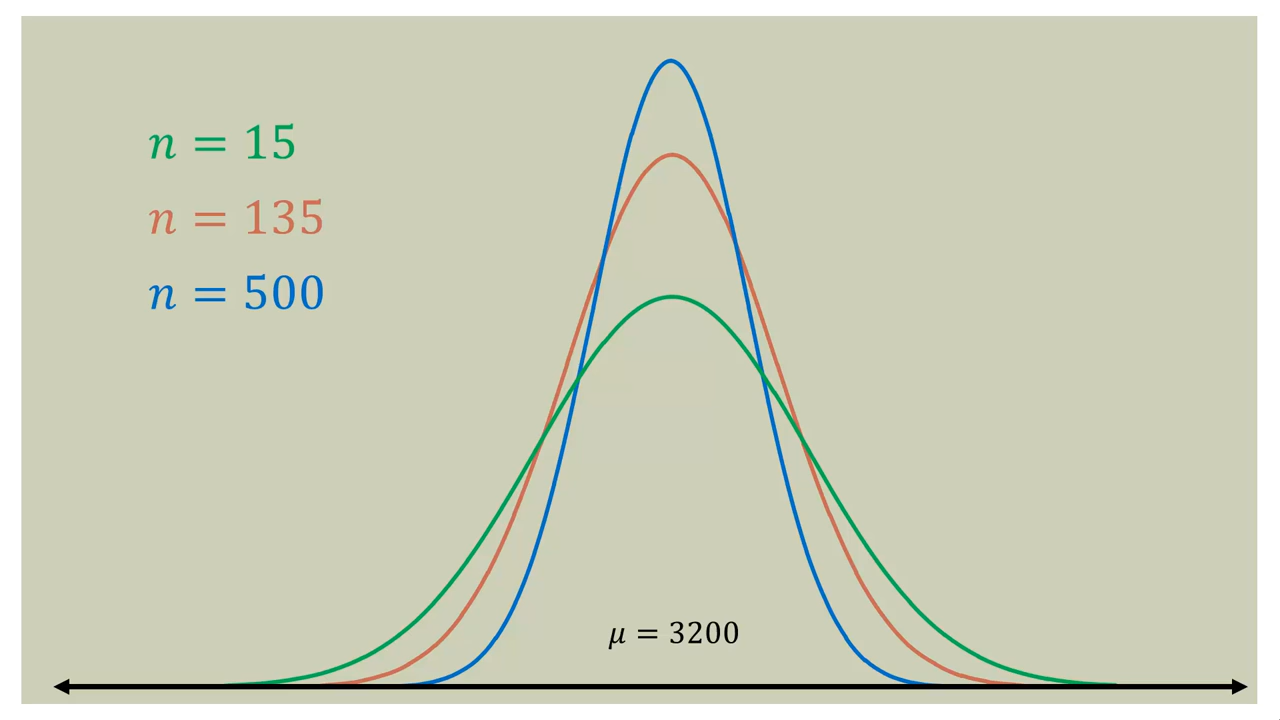 n = 15
n = 135
n = 500
μ = 3200